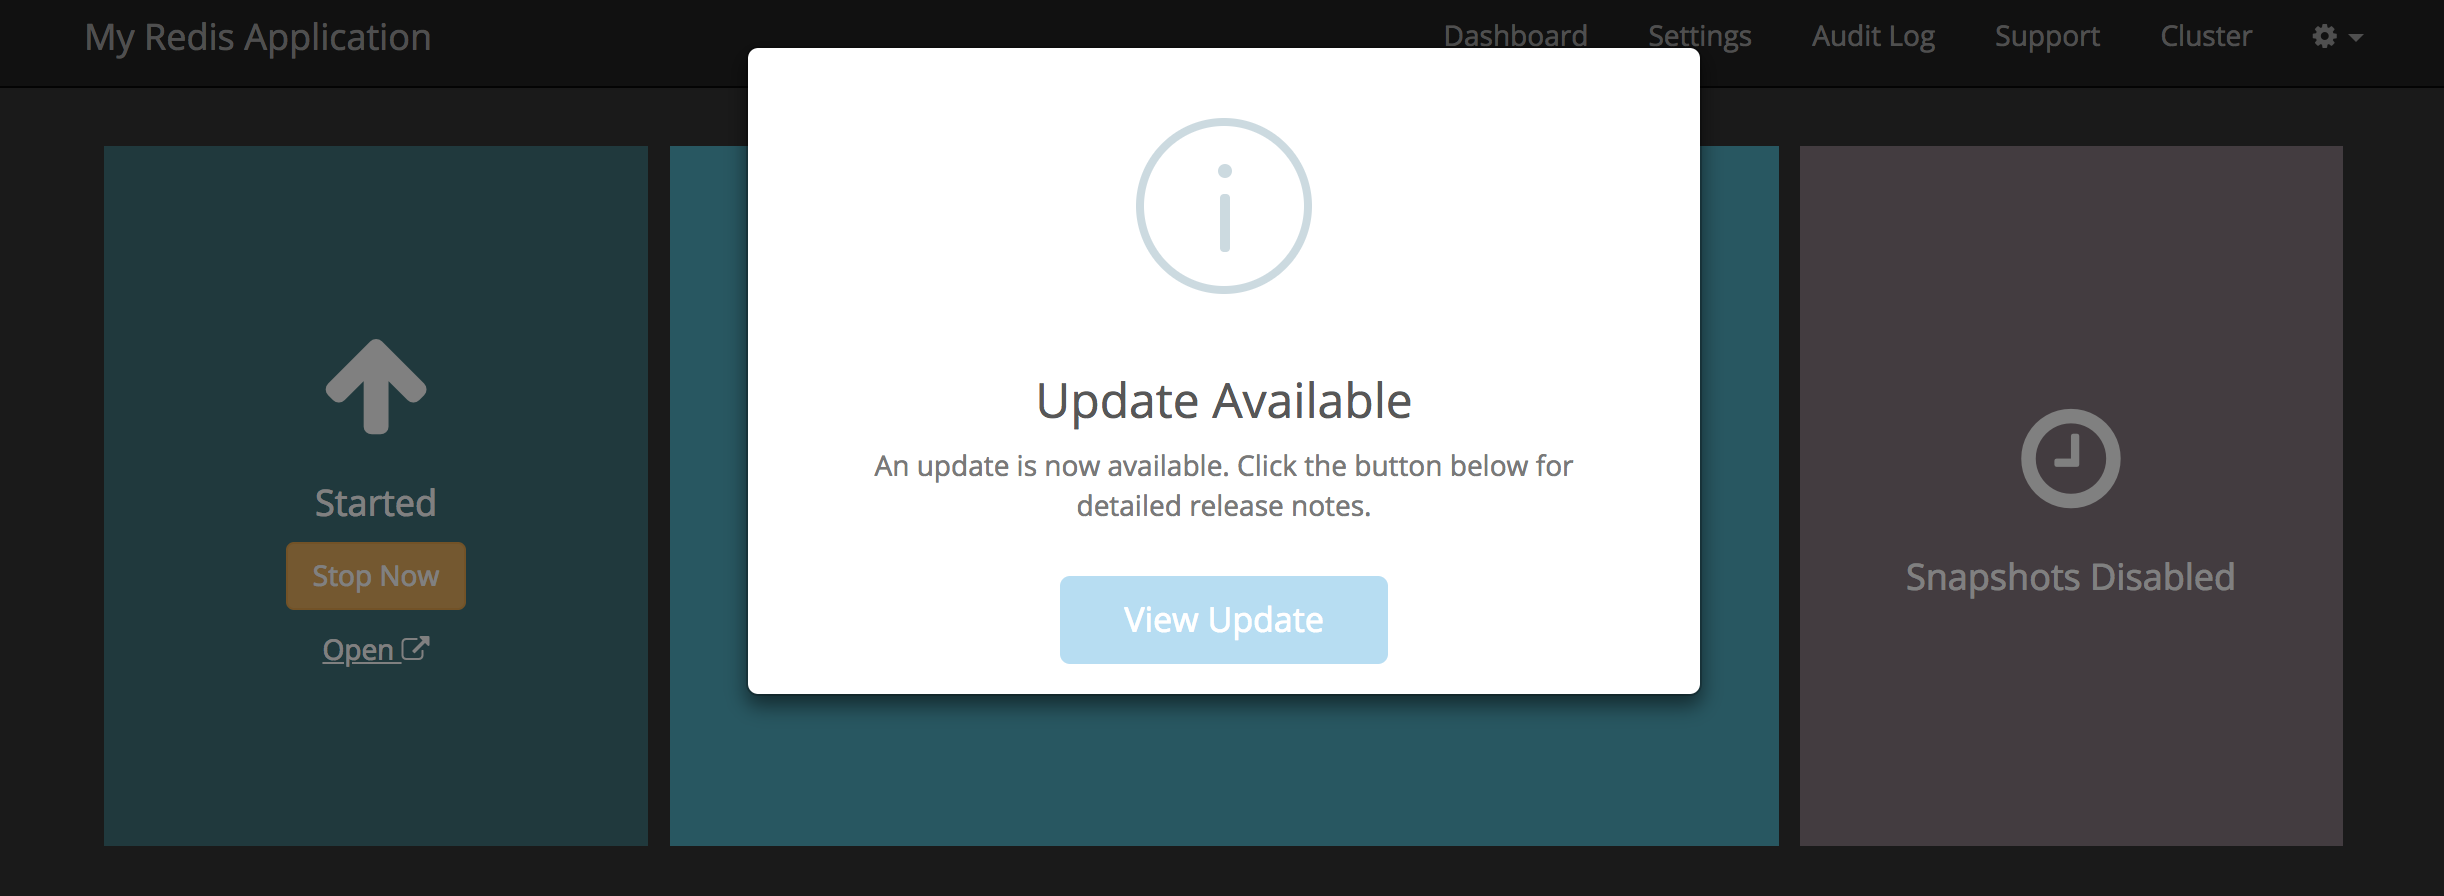 My Redis Application
Dashboard Settings Audit Log Support Cluster
Update Available
An update is now available. Click the button below for
detailed release notes.
View Update
Started
Stop Now
Open
Snapshots Disabled